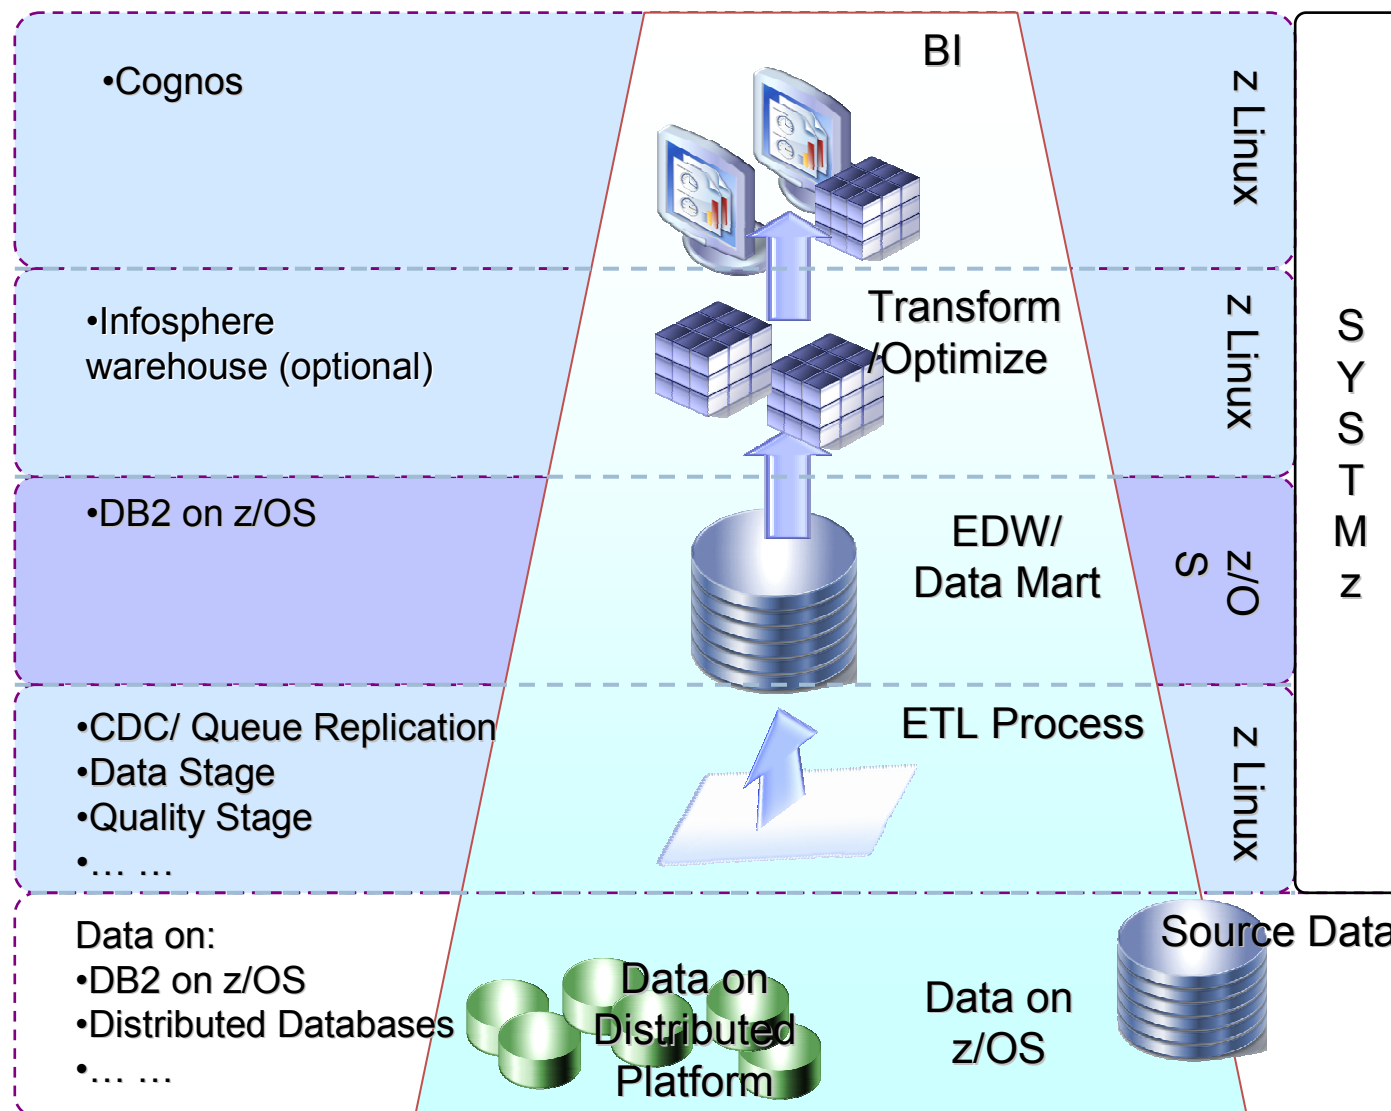 •Cognos
BI
z Linux
•Infosphere
warehouse (optional)
Transform
/Optimize
z Linux
S
Y
S
T
M
z
•DB2 on z/OS
EDW/
Data Mart
z/O
S
•CDC/ Queue Replication
•Data Stage
•Quality Stage
•… …
ETL Process
z Linux
Data on:
•DB2 on z/OS
•Distributed Databases
•… …
Data on
Distributed
Platform
Data on
z/OS
Source Data